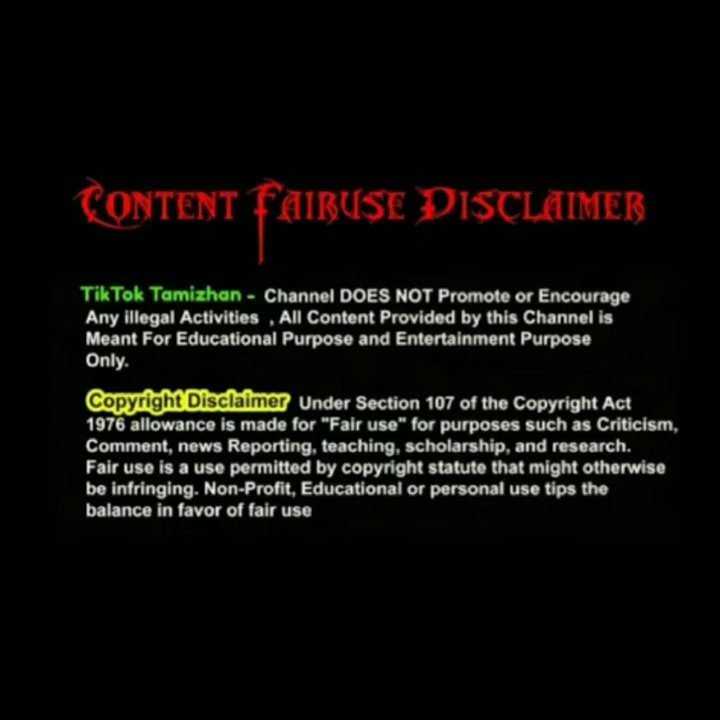 Content Fairuse Disclaimer
TikTok Tamizhan - Channel DOES NOT Promote or Encourage
Any illegal Activities , All Content Provided by this Channel is
Meant For Educational Purpose and Entertainment Purpose
Only.
Copyright Disclaimer Under Section 107 of the Copyright Act
1976 allowance is made for "Fair use" for purposes such as Criticism,
Comment, news Reporting, teaching, scholarship, and research.
Fair use is a use permitted by copyright statute that might otherwise
be infringing. Non-Profit, Educational or personal use tips the
balance in favor of fair use